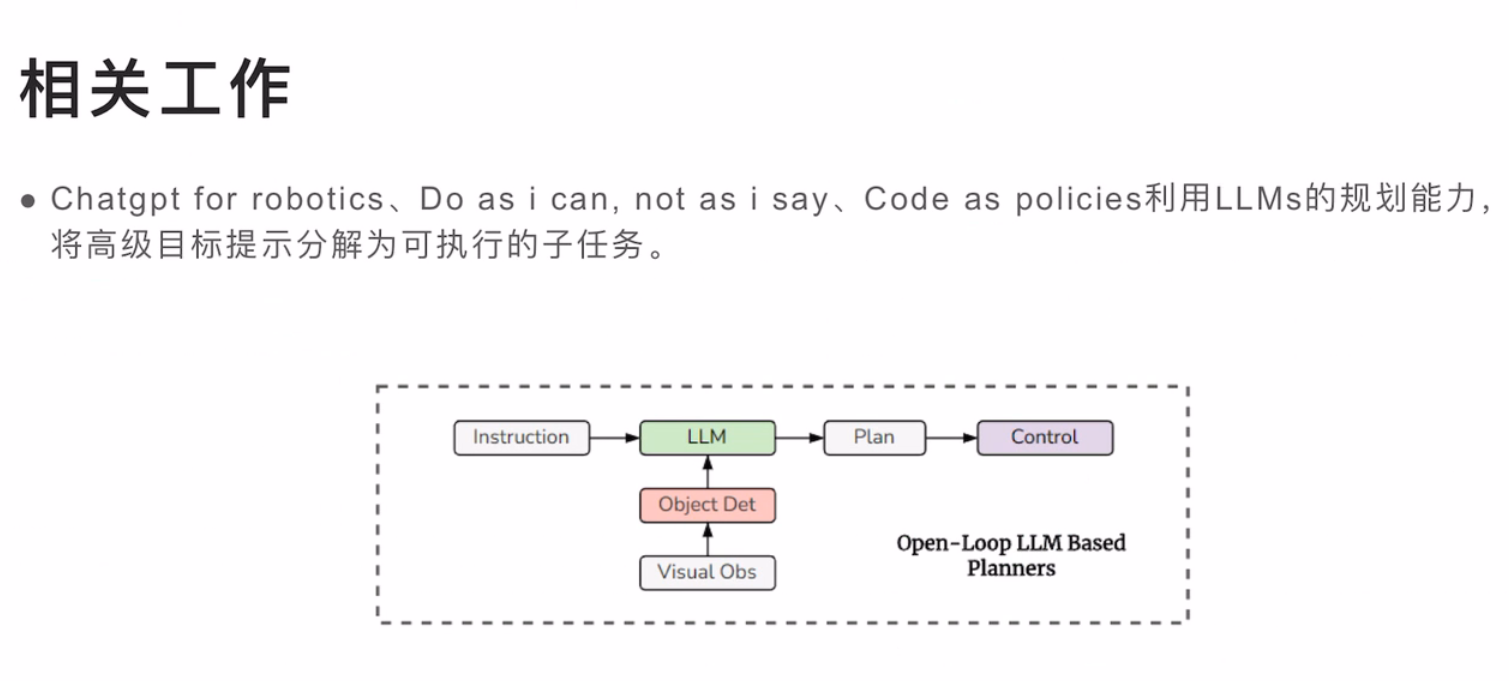 相关工作
● Chatgpt for robotics、Do as i can, not as i say、Code as policies利用LLMs的规划能力，
将高级目标提示分解为可执行的子任务。
Instruction
LLM
Plan
Control
Object Det
Visual Obs
Open-Loop LLM Based
Planners